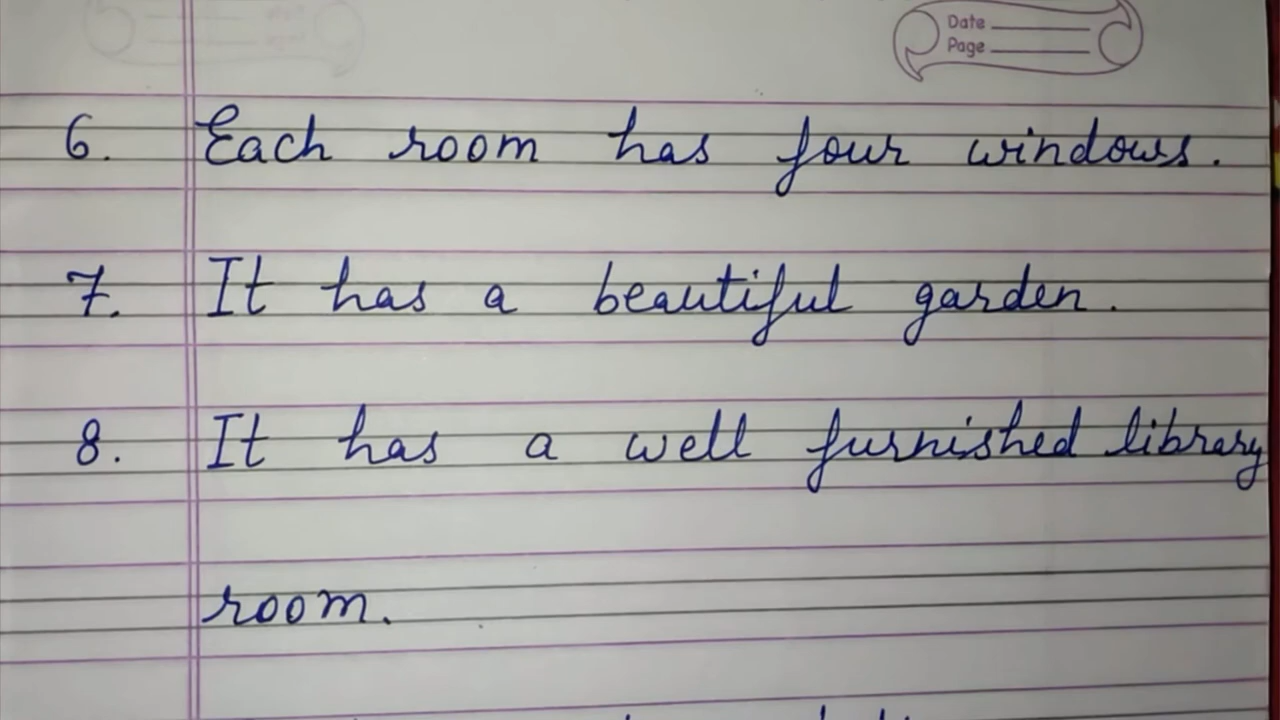 Date
Page
6. Each room has four windows.
7. It has a beautiful garden.
8. It has a well furnished library
room.